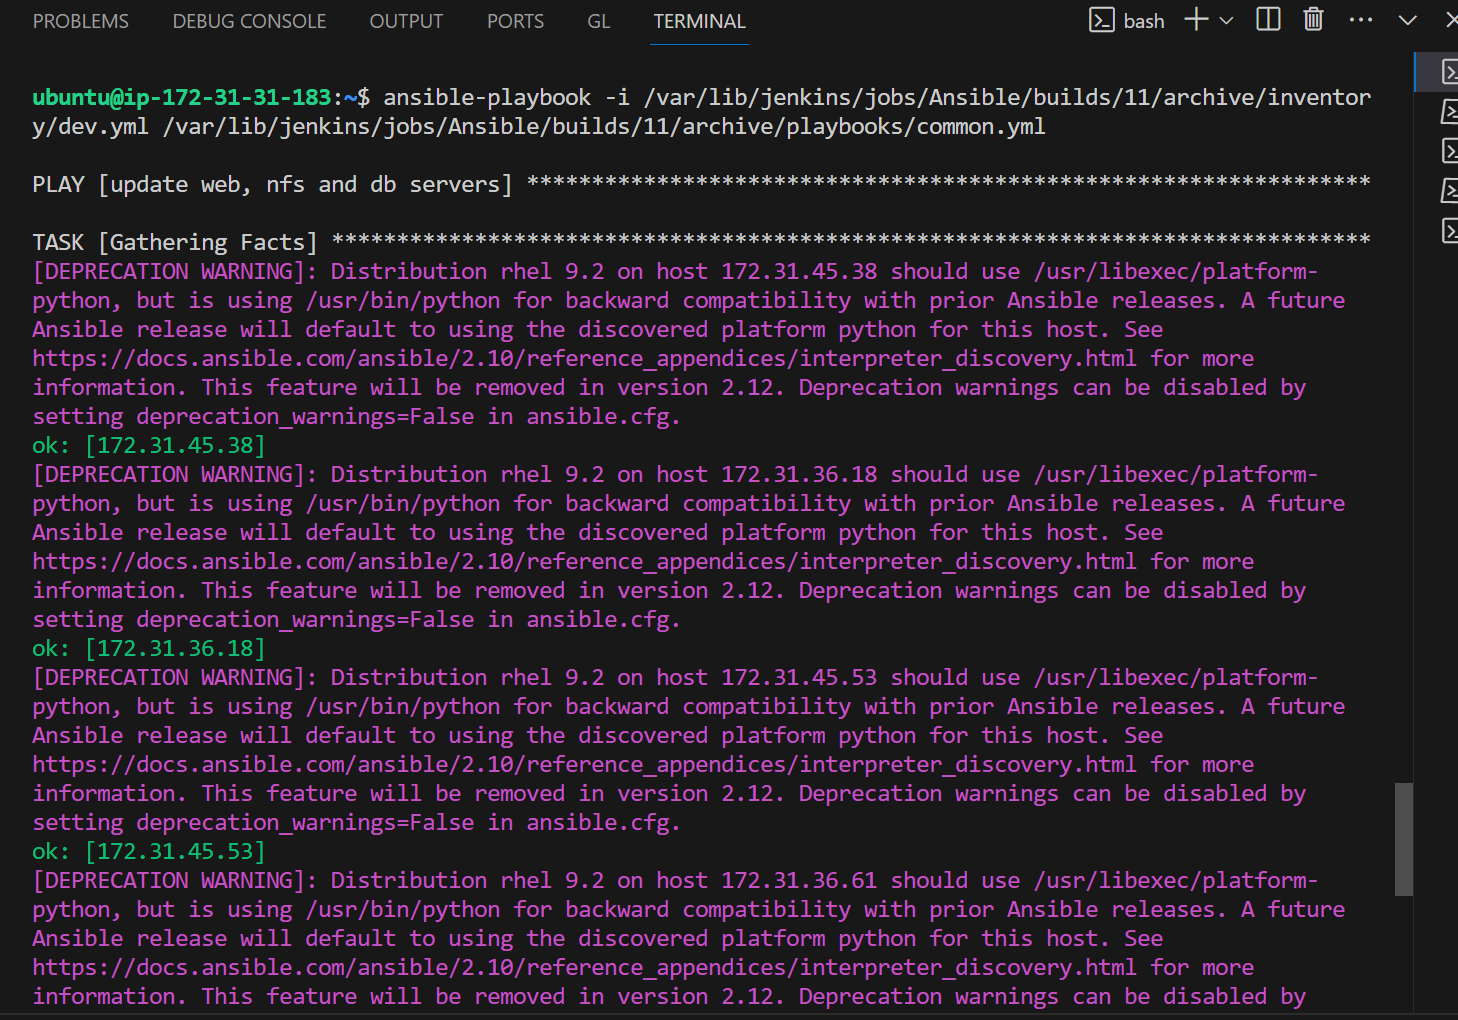 PROBLEMS DEBUG CONSOLE OUTPUT PORTS GL TERMINAL bash
ubuntu@ip-172-31-31-183:~$ ansible-playbook -i /var/lib/jenkins/jobs/Ansible/builds/11/archive/inventor
y/dev.yml /var/lib/jenkins/jobs/Ansible/builds/11/archive/playbooks/common.yml
PLAY [update web, nfs and db servers] *****************************************************************
TASK [Gathering Facts] ********************************************************************************
[DEPRECATION WARNING]: Distribution rhel 9.2 on host 172.31.45.38 should use /usr/libexec/platform-
python, but is using /usr/bin/python for backward compatibility with prior Ansible releases. A future
Ansible release will default to using the discovered platform python for this host. See
https://docs.ansible.com/ansible/2.10/reference_appendices/interpreter_discovery.html for more
information. This feature will be removed in version 2.12. Deprecation warnings can be disabled by
setting deprecation_warnings=False in ansible.cfg.
ok: [172.31.45.38]
[DEPRECATION WARNING]: Distribution rhel 9.2 on host 172.31.36.18 should use /usr/libexec/platform-
python, but is using /usr/bin/python for backward compatibility with prior Ansible releases. A future
Ansible release will default to using the discovered platform python for this host. See
https://docs.ansible.com/ansible/2.10/reference_appendices/interpreter_discovery.html for more
information. This feature will be removed in version 2.12. Deprecation warnings can be disabled by
setting deprecation_warnings=False in ansible.cfg.
ok: [172.31.36.18]
[DEPRECATION WARNING]: Distribution rhel 9.2 on host 172.31.45.53 should use /usr/libexec/platform-
python, but is using /usr/bin/python for backward compatibility with prior Ansible releases. A future
Ansible release will default to using the discovered platform python for this host. See
https://docs.ansible.com/ansible/2.10/reference_appendices/interpreter_discovery.html for more
information. This feature will be removed in version 2.12. Deprecation warnings can be disabled by
setting deprecation_warnings=False in ansible.cfg.
ok: [172.31.45.53]
[DEPRECATION WARNING]: Distribution rhel 9.2 on host 172.31.36.61 should use /usr/libexec/platform-
python, but is using /usr/bin/python for backward compatibility with prior Ansible releases. A future
Ansible release will default to using the discovered platform python for this host. See
https://docs.ansible.com/ansible/2.10/reference_appendices/interpreter_discovery.html for more
information. This feature will be removed in version 2.12. Deprecation warnings can be disabled by